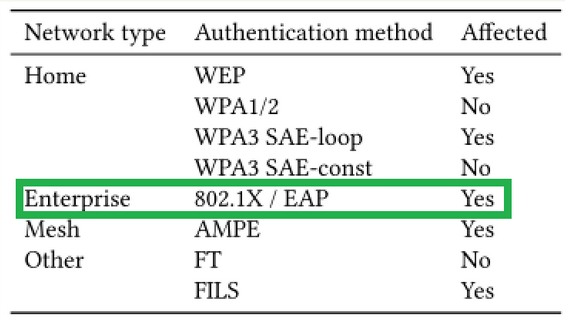 Network type Authentication method Affected
Home WEP Yes
WPA1/2 No
WPA3 SAE-loop Yes
WPA3 SAE-const No
Enterprise 802.1X / EAP Yes
Mesh AMPE Yes
Other FT No
FILS Yes